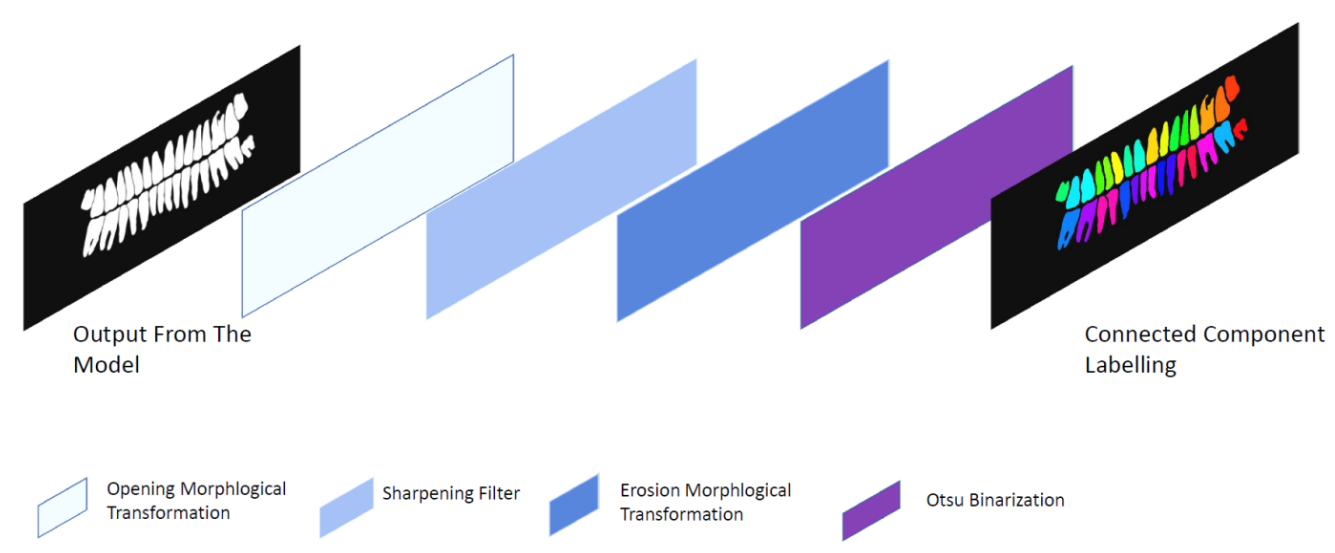 Output From The
Model
Connected Component
Labelling
Opening Morphlogical
Transformation
Sharpening Filter
Erosion Morphlogical
Transformation
Otsu Binarization